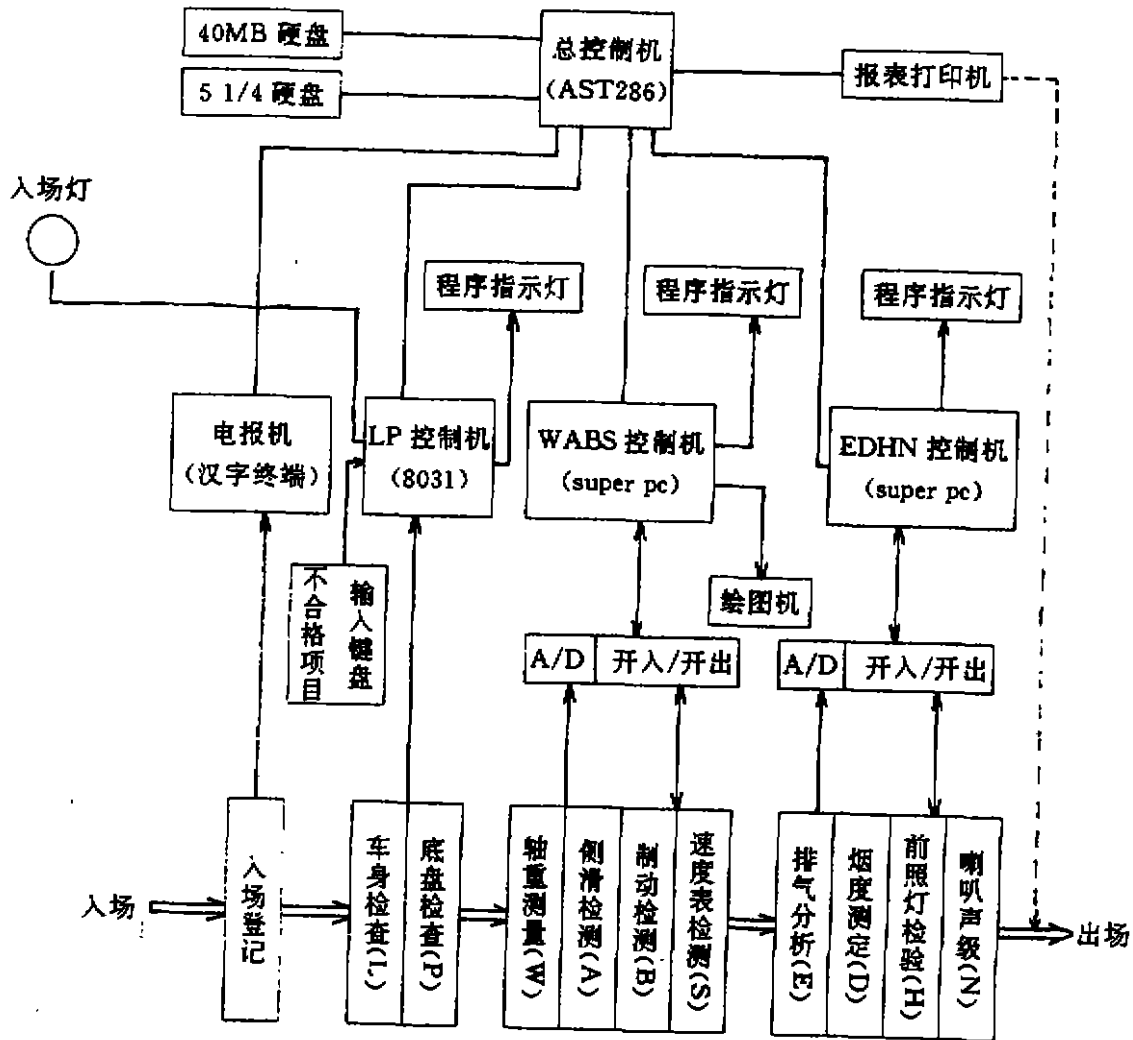 40MB 硬盘
总控制机
(AST286)
报表打印机
5 1/4 硬盘
入场灯
程序指示灯
程序指示灯
程序指示灯
电报机
(汉字终端)
LP 控制机
(8031)
WABS 控制机
(super pc)
EDHN 控制机
(super pc)
输入键盘
不合格项目
绘图机
A/D
开入/开出
A/D
开入/开出
入场
入场登记
车身检查(L)
底盘检查(P)
轴重测量(W)
侧滑检测(A)
制动检测(B)
速度表检测(S)
排气分析(E)
烟度测定(D)
前照灯检验(H)
喇叭声级(N)
出场